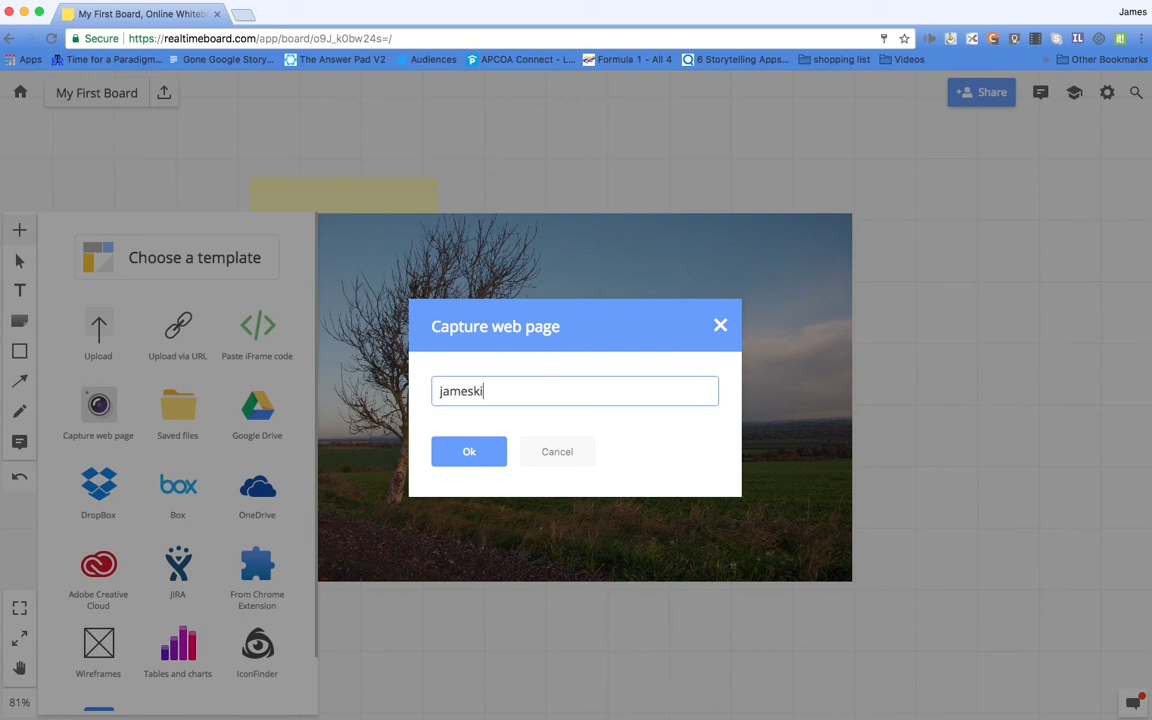 My First Board, Online Whitebo
James
Secure https://realtimeboard.com/app/board/o9J_k0bw24s=/
Apps Time for a Paradigm... Gone Google Story... The Answer Pad V2 Audiences APCOA Connect - L... Formula 1 - All 4 6 Storytelling Apps... shopping list Videos » Other Bookmarks
My First Board
Share
Choose a template
Upload Upload via URL Paste iFrame code
Capture web page Saved files Google Drive
box
DropBox Box OneDrive
Adobe Creative Cloud
JIRA
From Chrome Extension
Wireframes Tables and charts IconFinder
81%
Capture web page
jameski
Ok Cancel